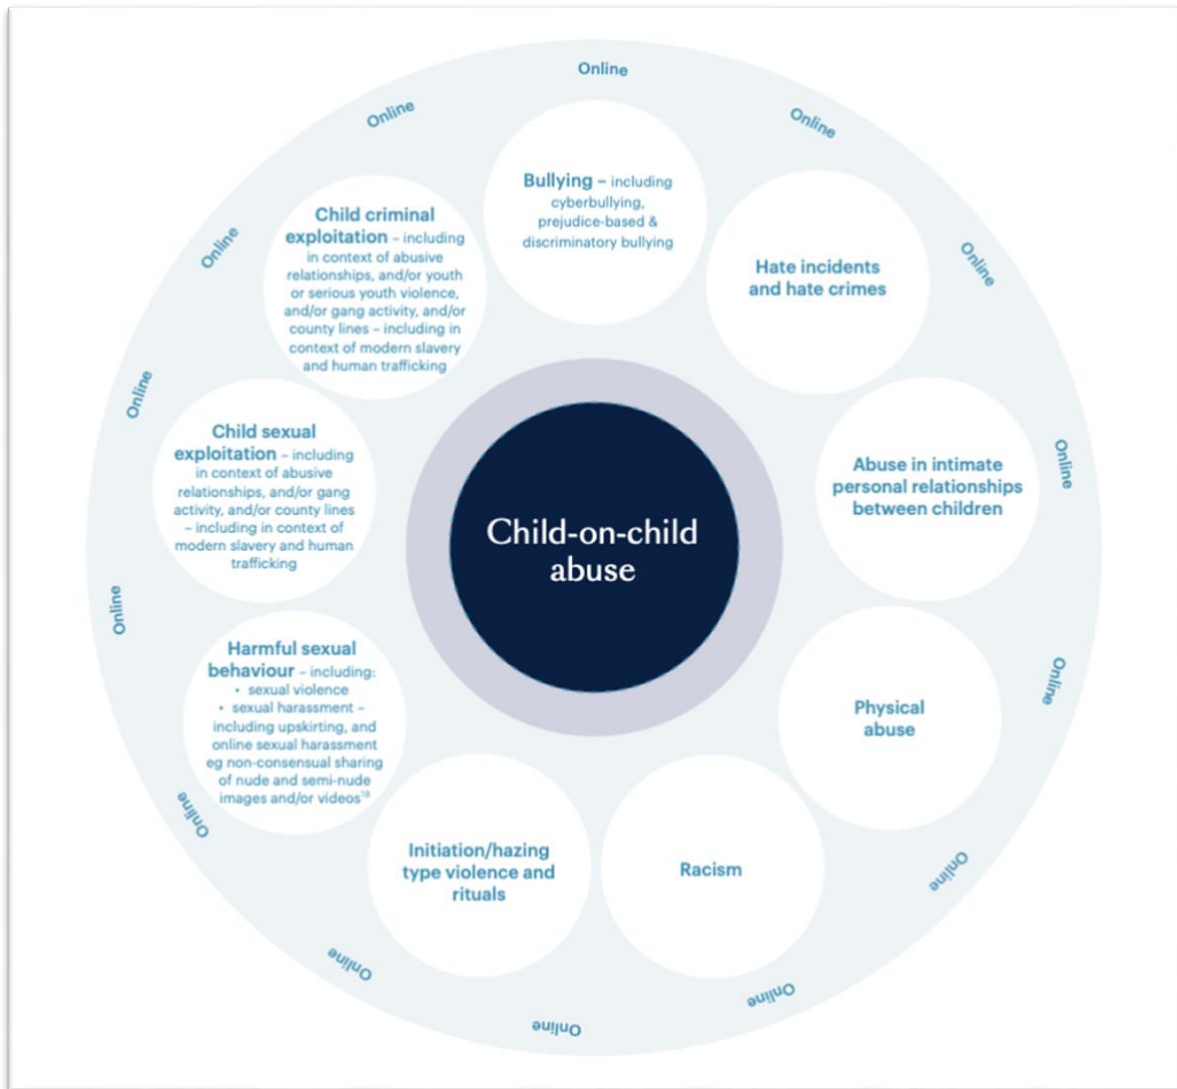 Online
Online
Online
Online
Online
Online
Online
Online
Online
Online
Online
Online
Online
Online
Bullying – including
cyberbullying,
prejudice-based &
discriminatory bullying
Hate incidents
and hate crimes
Abuse in intimate
personal relationships
between children
Physical
abuse
Racism
Initiation/hazing
type violence and
rituals
Harmful sexual
behaviour – including:
• sexual violence
• sexual harassment –
including upskirting, and
online sexual harassment
eg non-consensual sharing
of nude and semi-nude
images and/or videos¹⁸
Child sexual
exploitation – including
in context of abusive
relationships, and/or gang
activity, and/or county lines
– including in context of
modern slavery and human
trafficking
Child criminal
exploitation – including
in context of abusive
relationships, and/or youth
or serious youth violence,
and/or gang activity, and/or
county lines – including in
context of modern slavery
and human trafficking
Child-on-child
abuse